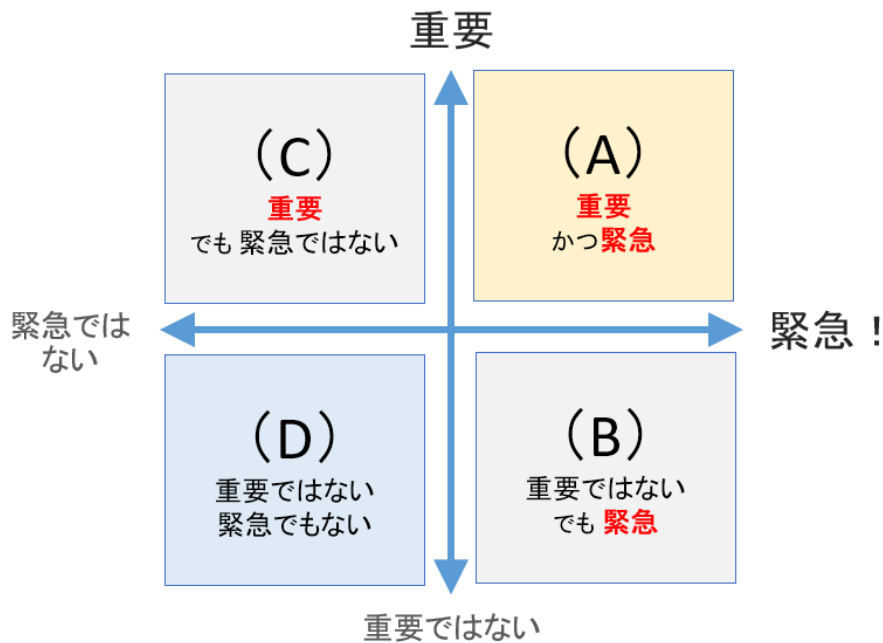 重要
（C）
重要
でも 緊急ではない
（A）
重要
かつ緊急
緊急では
ない
緊急！
（D）
重要ではない
緊急でもない
（B）
重要ではない
でも 緊急
重要ではない